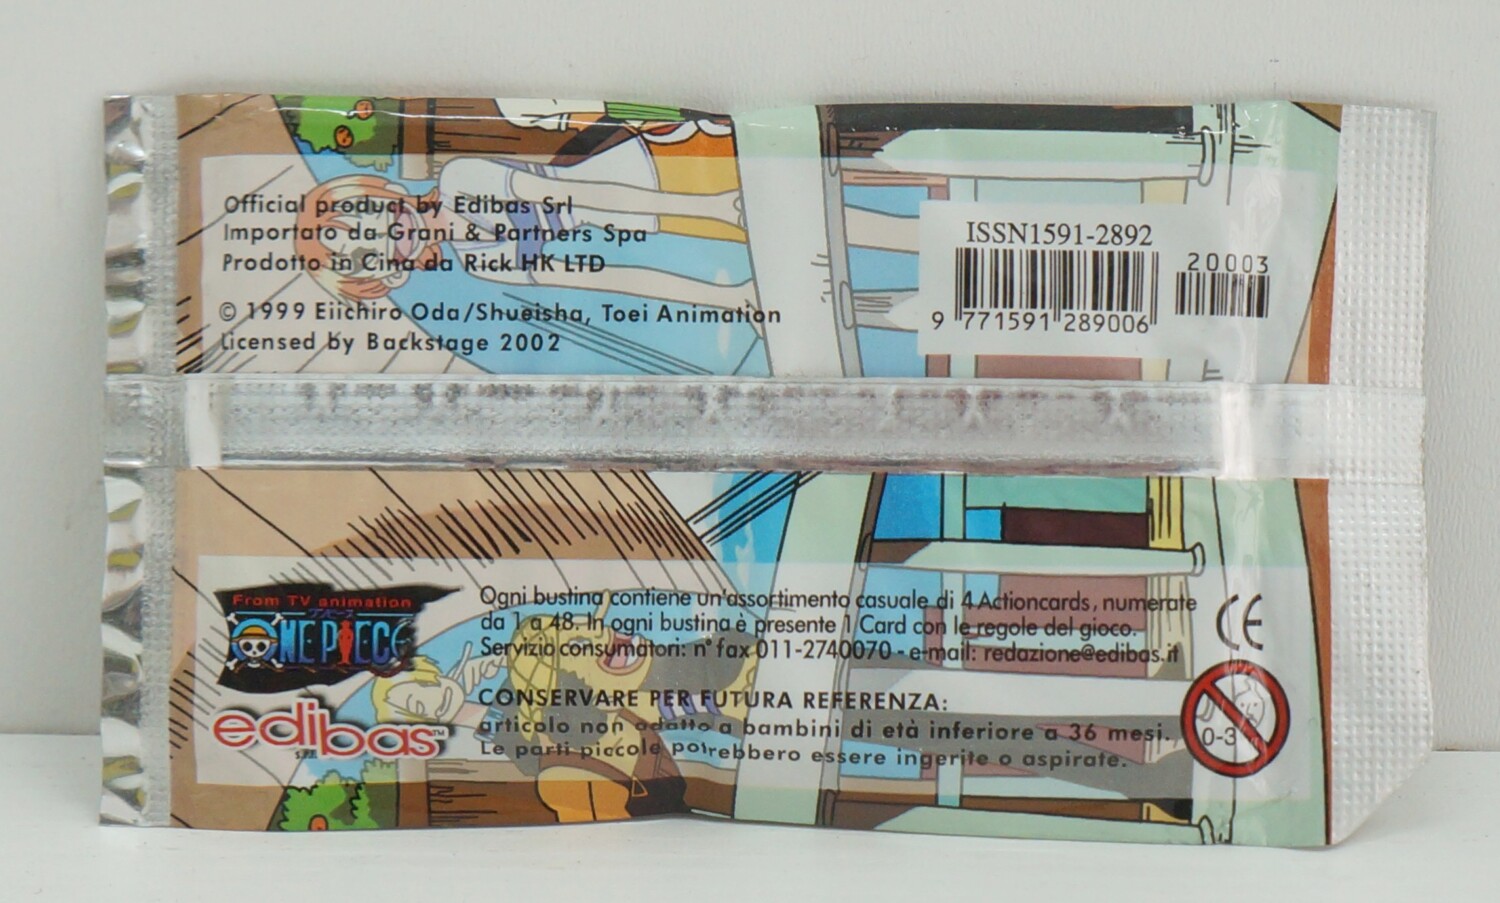 Official product by Edibas Srl
Importato da Grani & Partners Spa
Prodotto in Cina da Rick HK LTD
© 1999 Eiichiro Oda/Shueisha, Toei Animation
Licensed by Backstage 2002
ISSN1591-2892
20003
9 771591 289006
From TV animation
ONE PIECE
edibas™
Ogni bustina contiene un'assortimento casuale di 4 Actioncards, numerate
da 1 a 48. In ogni bustina è presente 1 Card con le regole del gioco.
Servizio consumatori: n° fax 011-2740070 - e-mail: redazione@edibas.it
CONSERVARE PER FUTURA REFERENZA:
articolo non adatto a bambini di età inferiore a 36 mesi.
Le parti piccole potrebbero essere ingerite o aspirate.
CE
0-3